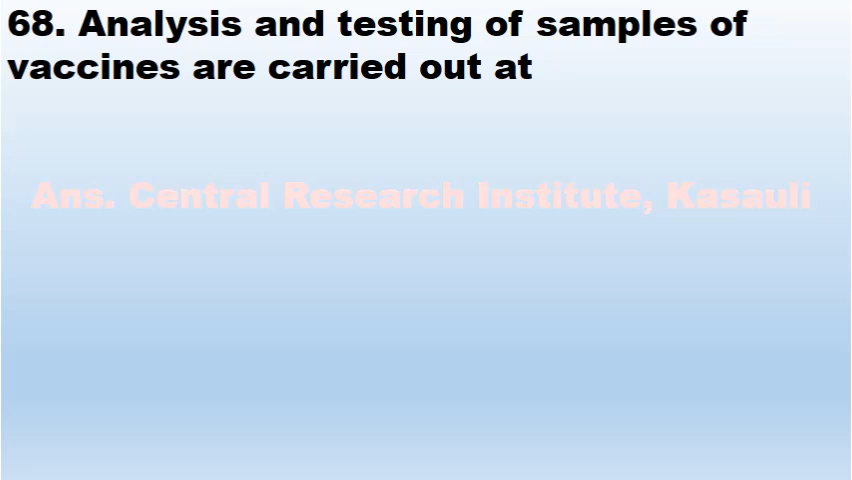 68. Analysis and testing of samples of
vaccines are carried out at
Ans. Central Research Institute, Kasauli